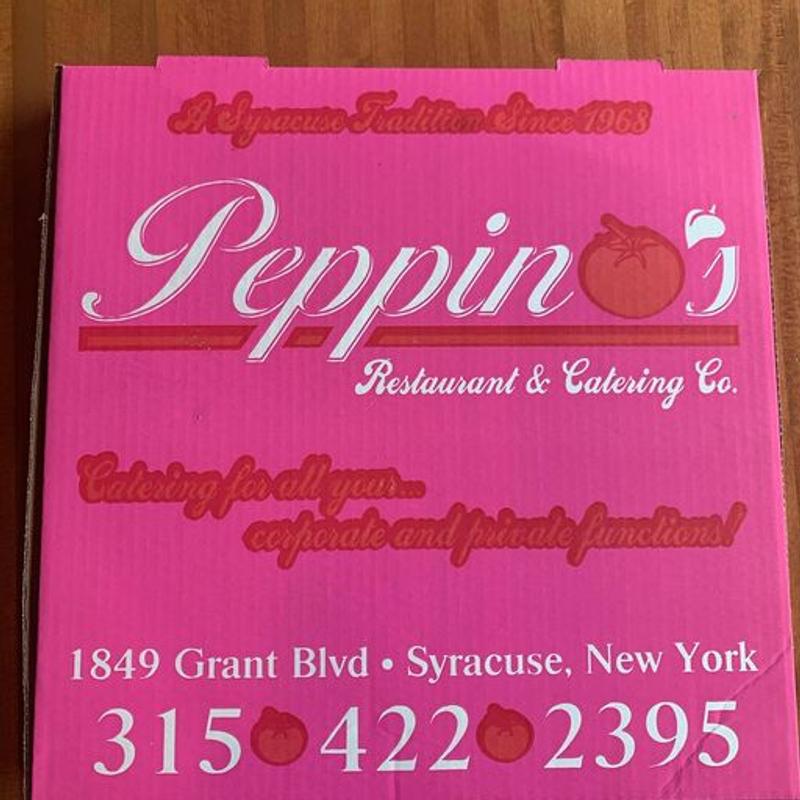 A Syracuse Tradition Since 1968
Peppino's
Restaurant & Catering Co.
Catering for all your...
corporate and private functions!
1849 Grant Blvd • Syracuse, New York
315 422 2395